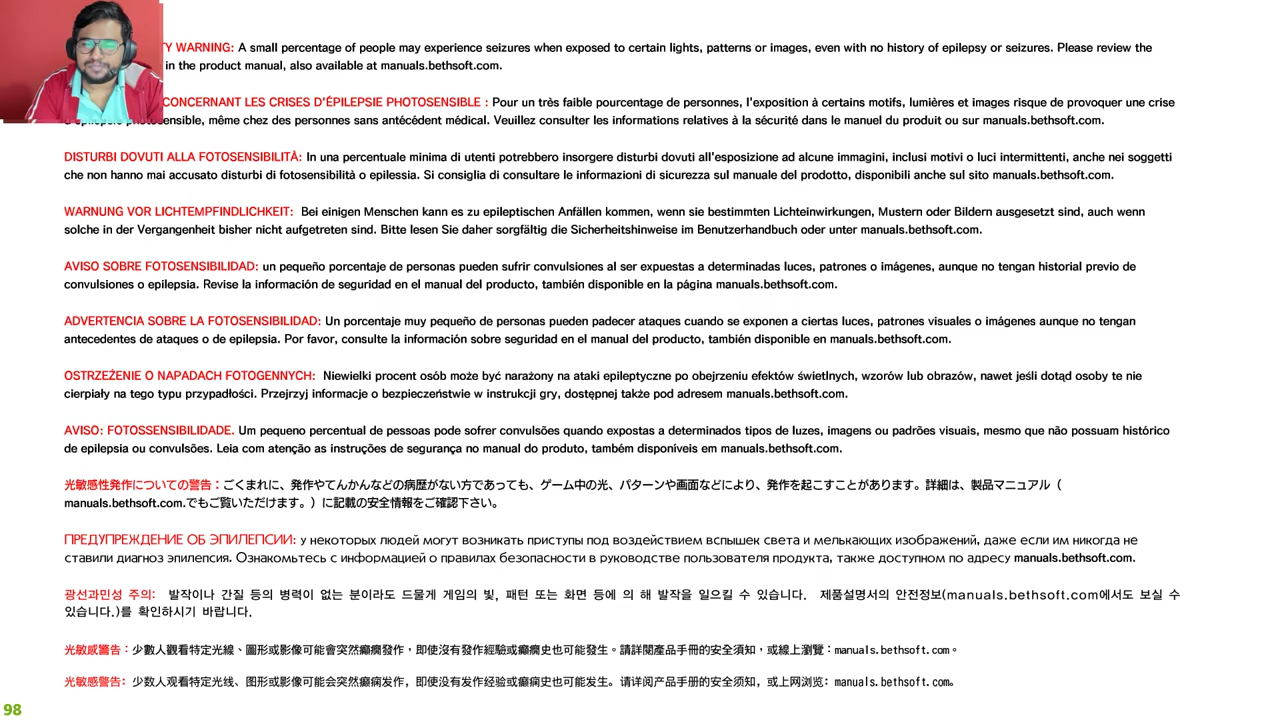 TY WARNING: A small percentage of people may experience seizures when exposed to certain lights, patterns or images, even with no history of epilepsy or seizures. Please review the
in the product manual, also available at manuals.bethsoft.com.
CONCERNANT LES CRISES D'ÉPILEPSIE PHOTOSENSIBLE : Pour un très faible pourcentage de personnes, l'exposition à certains motifs, lumières et images risque de provoquer une crise
d'épilepsie photosensible, même chez des personnes sans antécédent médical. Veuillez consulter les informations relatives à la sécurité dans le manuel du produit ou sur manuals.bethsoft.com.
DISTURBI DOVUTI ALLA FOTOSENSIBILITÀ: In una percentuale minima di utenti potrebbero insorgere disturbi dovuti all'esposizione ad alcune immagini, inclusi motivi o luci intermittenti, anche nei soggetti
che non hanno mai accusato disturbi di fotosensibilità o epilessia. Si consiglia di consultare le informazioni di sicurezza sul manuale del prodotto, disponibili anche sul sito manuals.bethsoft.com.
WARNUNG VOR LICHTEMPFINDLICHKEIT: Bei einigen Menschen kann es zu epileptischen Anfällen kommen, wenn sie bestimmten Lichteinwirkungen, Mustern oder Bildern ausgesetzt sind, auch wenn
solche in der Vergangenheit bisher nicht aufgetreten sind. Bitte lesen Sie daher sorgfältig die Sicherheitshinweise im Benutzerhandbuch oder unter manuals.bethsoft.com.
AVISO SOBRE FOTOSENSIBILIDAD: un pequeño porcentaje de personas pueden sufrir convulsiones al ser expuestas a determinadas luces, patrones o imágenes, aunque no tengan historial previo de
convulsiones o epilepsia. Revise la información de seguridad en el manual del producto, también disponible en la página manuals.bethsoft.com.
ADVERTENCIA SOBRE LA FOTOSENSIBILIDAD: Un porcentaje muy pequeño de personas pueden padecer ataques cuando se exponen a ciertas luces, patrones visuales o imágenes aunque no tengan
antecedentes de ataques o de epilepsia. Por favor, consulte la información sobre seguridad en el manual del producto, también disponible en manuals.bethsoft.com.
OSTRZEŻENIE O NAPADACH FOTOGENNYCH: Niewielki procent osób może być narażony na ataki epileptyczne po obejrzeniu efektów świetlnych, wzorów lub obrazów, nawet jeśli dotąd osoby te nie
cierpiały na tego typu przypadłości. Przejrzyj informacje o bezpieczeństwie w instrukcji gry, dostępnej także pod adresem manuals.bethsoft.com.
AVISO: FOTOSSENSIBILIDADE. Um pequeno percentual de pessoas pode sofrer convulsões quando expostas a determinados tipos de luzes, imagens ou padrões visuais, mesmo que não possuam histórico
de epilepsia ou convulsões. Leia com atenção as instruções de segurança no manual do produto, também disponíveis em manuals.bethsoft.com.
光敏感性発作についての警告：ごくまれに、発作やてんかんなどの病歴がない方であっても、ゲーム中の光、パターンや画面などにより、発作を起こすことがあります。詳細は、製品マニュアル（
manuals.bethsoft.com.でもご覧いただけます。）に記載の安全情報をご確認下さい。
ПРЕДУПРЕЖДЕНИЕ ОБ ЭПИЛЕПСИИ: у некоторых людей могут возникать приступы под воздействием вспышек света и мелькающих изображений, даже если им никогда не
ставили диагноз эпилепсия. Ознакомьтесь с информацией о правилах безопасности в руководстве пользователя продукта, также доступном по адресу manuals.bethsoft.com.
광선과민성 주의: 발작이나 간질 등의 병력이 없는 분이라도 드물게 게임의 빛, 패턴 또는 화면 등에 의 해 발작을 일으킬 수 있습니다. 제품설명서의 안전정보(manuals.bethsoft.com에서도 보실 수
있습니다.)를 확인하시기 바랍니다.
光敏感警告：少數人觀看特定光線、圖形或影像可能會突然癲癇發作，即使沒有發作經驗或癲癇史也可能發生。請詳閱產品手冊的安全須知，或線上瀏覽：manuals.bethsoft.com。
光敏感警告: 少数人观看特定光线、图形或影像可能会突然癫痫发作，即使没有发作经验或癫痫史也可能发生。请详阅产品手册的安全须知，或上网浏览: manuals.bethsoft.com。
98